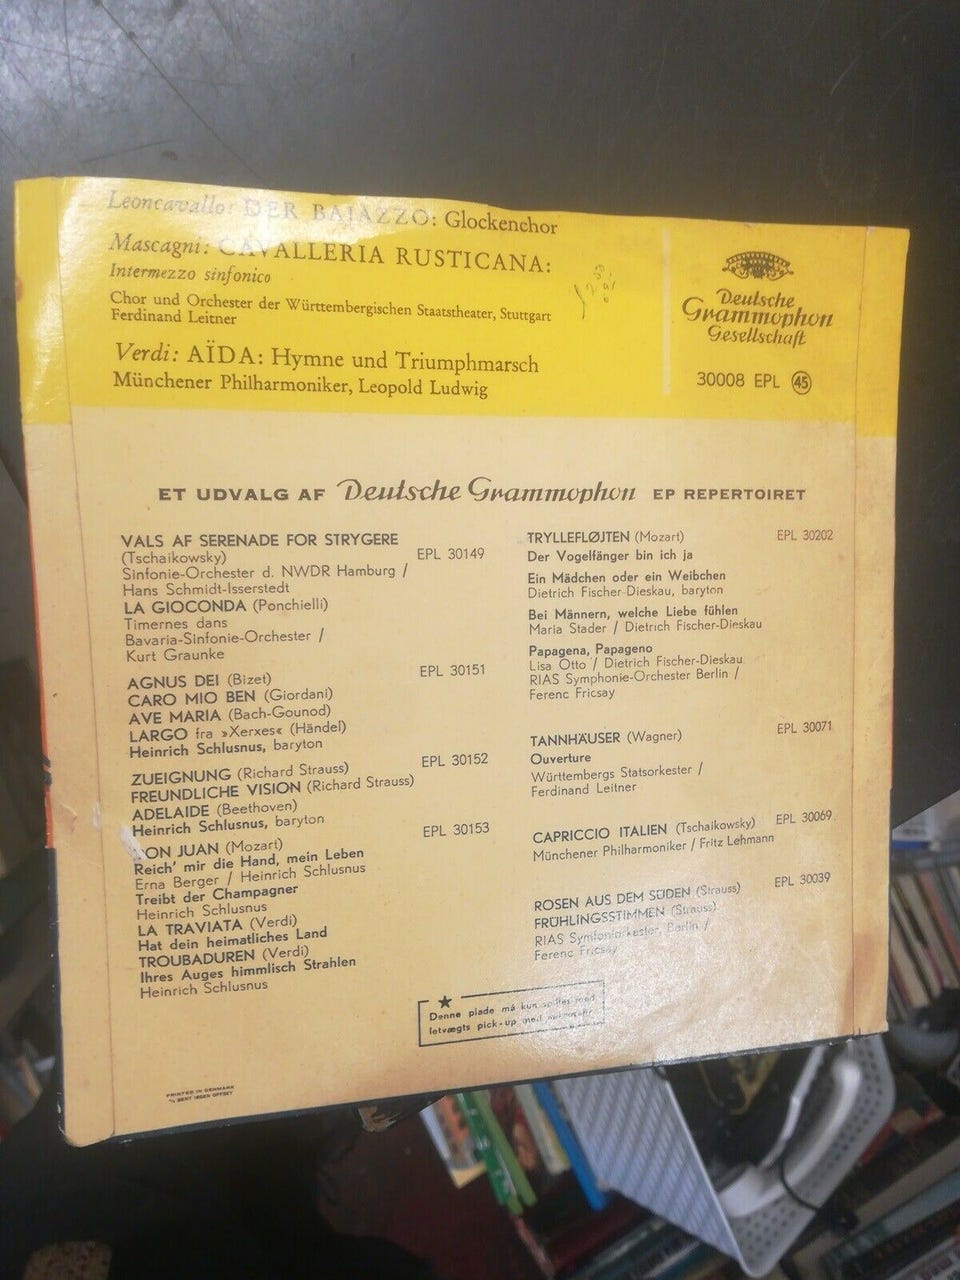 Leoncavallo: DER BAJAZZO: Glockenchor
Mascagni: CAVALLERIA RUSTICANA:
Intermezzo sinfonico
Chor und Orchester der Württembergischen Staatstheater, Stuttgart
Ferdinand Leitner
Verdi: AÏDA: Hymne und Triumphmarsch
Münchener Philharmoniker, Leopold Ludwig
Deutsche
Grammophon
Gesellschaft
30008 EPL 45
ET UDVALG AF Deutsche Grammophon EP REPERTOIRET
VALS AF SERENADE FOR STRYGERE
(Tschaikowsky) EPL 30149
Sinfonie-Orchester d. NWDR Hamburg /
Hans Schmidt-Isserstedt
LA GIOCONDA (Ponchielli)
Timernes dans
Bavaria-Sinfonie-Orchester /
Kurt Graunke
AGNUS DEI (Bizet) EPL 30151
CARO MIO BEN (Giordani)
AVE MARIA (Bach-Gounod)
LARGO fra »Xerxes« (Händel)
Heinrich Schlusnus, baryton
ZUEIGNUNG (Richard Strauss) EPL 30152
FREUNDLICHE VISION (Richard Strauss)
ADELAIDE (Beethoven)
Heinrich Schlusnus, baryton
DON JUAN (Mozart) EPL 30153
Reich' mir die Hand, mein Leben
Erna Berger / Heinrich Schlusnus
Treibt der Champagner
Heinrich Schlusnus
LA TRAVIATA (Verdi)
Hat dein heimatliches Land
TROUBADUREN (Verdi)
Ihres Auges himmlisch Strahlen
Heinrich Schlusnus
TRYLLEFLØJTEN (Mozart) EPL 30202
Der Vogelfänger bin ich ja
Ein Mädchen oder ein Weibchen
Dietrich Fischer-Dieskau, baryton
Bei Männern, welche Liebe fühlen
Maria Stader / Dietrich Fischer-Dieskau
Papagena, Papageno
Lisa Otto / Dietrich Fischer-Dieskau
RIAS Symphonie-Orchester Berlin /
Ferenc Fricsay
TANNHÄUSER (Wagner) EPL 30071
Ouverture
Württembergs Statsorkester /
Ferdinand Leitner
CAPRICCIO ITALIEN (Tschaikowsky) EPL 30069
Münchener Philharmoniker / Fritz Lehmann
ROSEN AUS DEM SÜDEN (Strauss) EPL 30039
FRÜHLINGSSTIMMEN (Strauss)
RIAS Symfoniorkester, Berlin /
Ferenc Fricsay
Denne plade må kun spilles med
letvægts pick-up med
PRINTED IN DENMARK